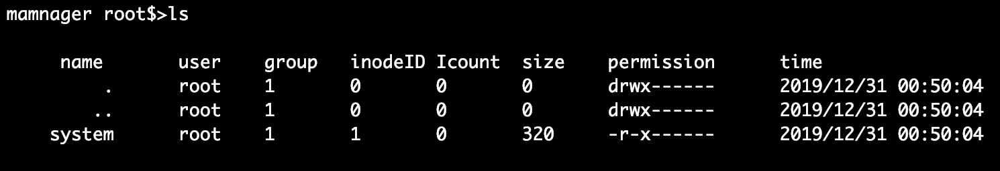 mamnager root$>ls
name user group inodeID Icount size permission time
. root 1 0 0 0 drwx------ 2019/12/31 00:50:04
.. root 1 0 0 0 drwx------ 2019/12/31 00:50:04
system root 1 1 0 320 -r-x------ 2019/12/31 00:50:04